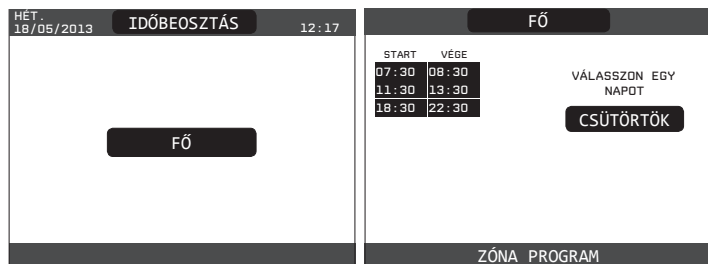 HÉT.
18/05/2013
IDŐBEOSZTÁS
12:17
FŐ
FŐ
START VÉGE
07:30 08:30
11:30 13:30
18:30 22:30
VÁLASSZON EGY
NAPOT
CSÜTÖRTÖK
ZÓNA PROGRAM